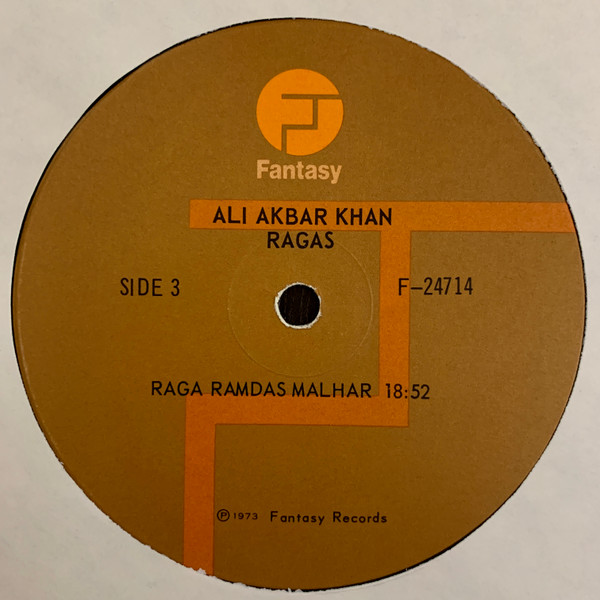 Fantasy
ALI AKBAR KHAN
RAGAS
SIDE 3
F-24714
RAGA RAMDAS MALHAR 18:52
℗ 1973 Fantasy Records